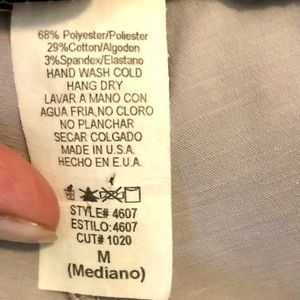 68% Polyester/Poliester
29%Cotton/Algodon
3%Spandex/Elastano
HAND WASH COLD
HANG DRY
LAVAR A MANO CON
AGUA FRIA,NO CLORO
NO PLANCHAR
SECAR COLGADO
MADE IN U.S.A.
HECHO EN E.U.A.
STYLE# 4607
ESTILO: 4607
CUT# 1020
M
(Mediano)